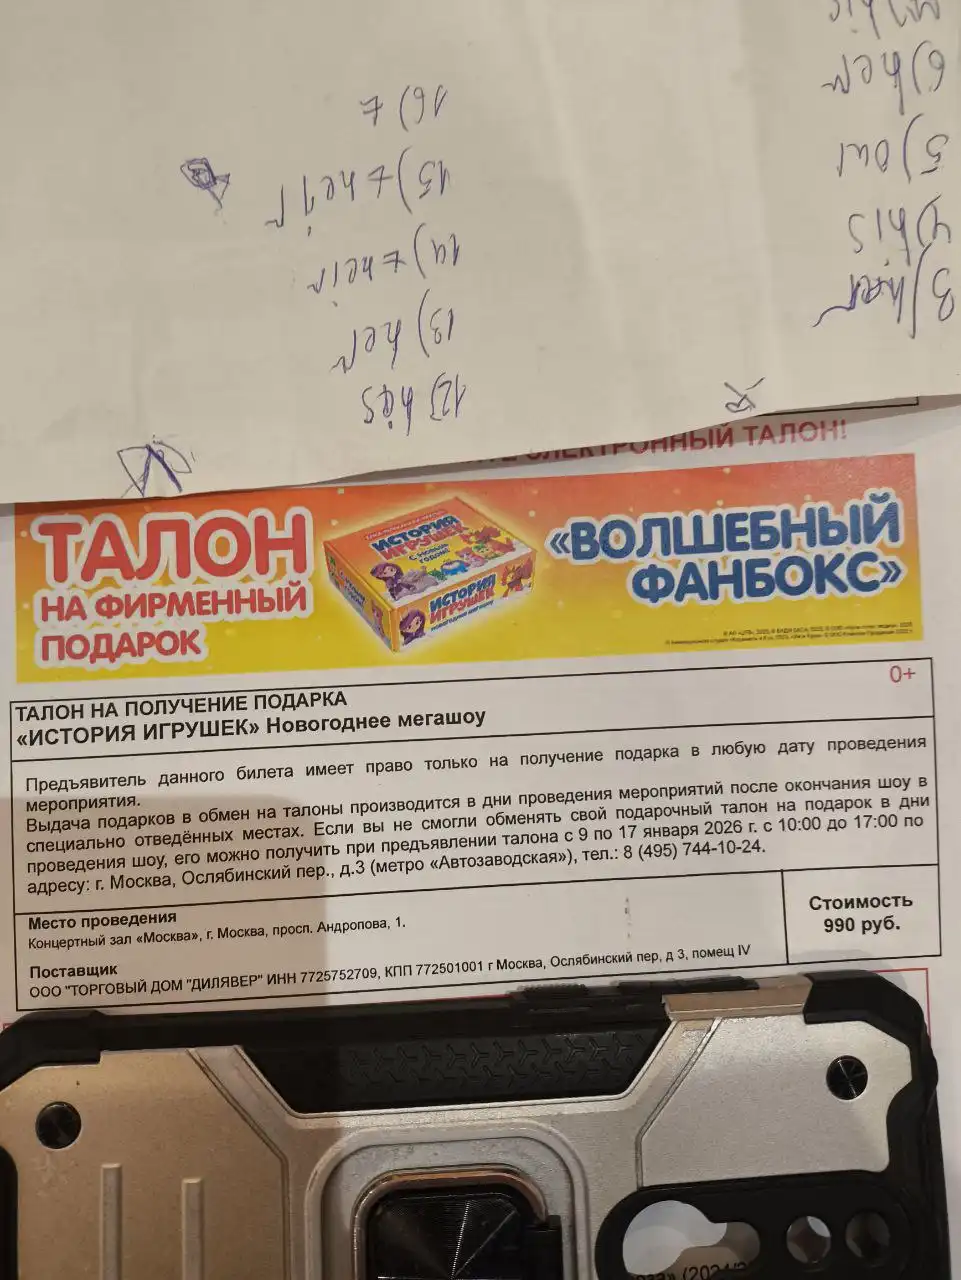 16) t
15) their
14) their
13) her
12) his
6) her
5) our
4) his
3) her
ЭЛЕКТРОННЫЙ ТАЛОН!
ТАЛОН
НА ФИРМЕННЫЙ
ПОДАРОК
ИСТОРИЯ
ИГРУШЕК
С НОВЫМ
ГОДОМ!
ИСТОРИЯ
ИГРУШЕК
НОВОГОДНЕЕ МЕГАШОУ
«ВОЛШЕБНЫЙ
ФАНБОКС»
0+
ТАЛОН НА ПОЛУЧЕНИЕ ПОДАРКА
«ИСТОРИЯ ИГРУШЕК» Новогоднее мегашоу
Предъявитель данного билета имеет право только на получение подарка в любую дату проведения
мероприятия.
Выдача подарков в обмен на талоны производится в дни проведения мероприятий после окончания шоу в
специально отведённых местах. Если вы не смогли обменять свой подарочный талон на подарок в дни
проведения шоу, его можно получить при предъявлении талона с 9 по 17 января 2026 г. с 10:00 до 17:00 по
адресу: г. Москва, Ослябинский пер., д.3 (метро «Автозаводская»), тел.: 8 (495) 744-10-24.
Место проведения
Концертный зал «Москва», г. Москва, просп. Андропова, 1.
Стоимость
990 руб.
Поставщик
ООО "ТОРГОВЫЙ ДОМ "ДИЛЯВЕР" ИНН 7725752709, КПП 772501001 г Москва, Ослябинский пер, д 3, помещ IV